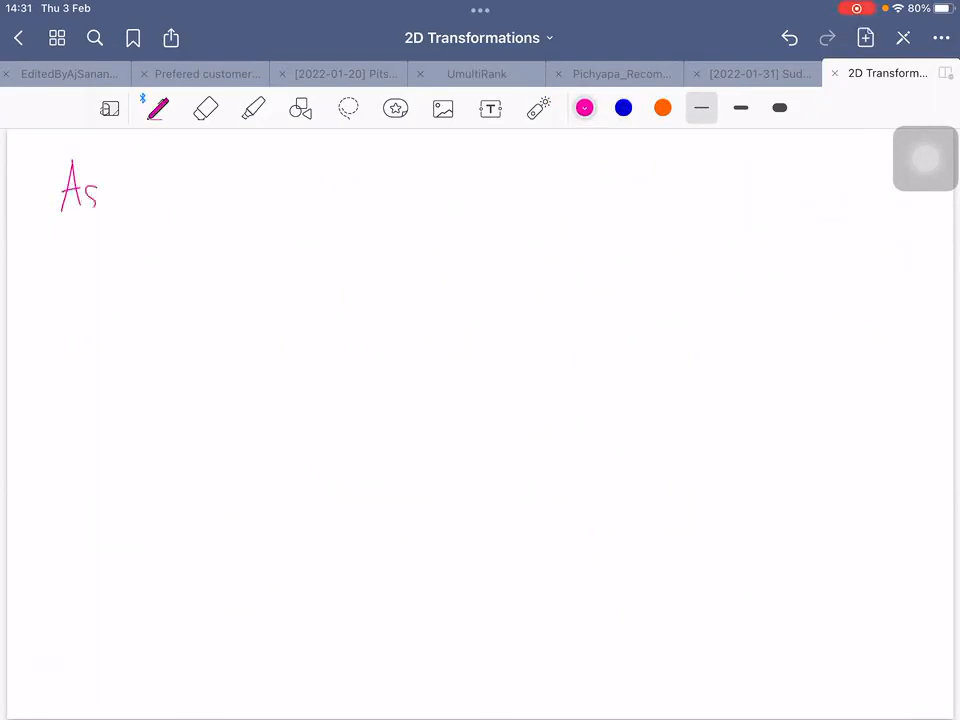 14:31 Thu 3 Feb 80%
2D Transformations
EditedByAjSanan... Prefered customer... [2022-01-20] Pits... UmultiRank Pichyapa_Recom... [2022-01-31] Sud... 2D Transform...
T
As